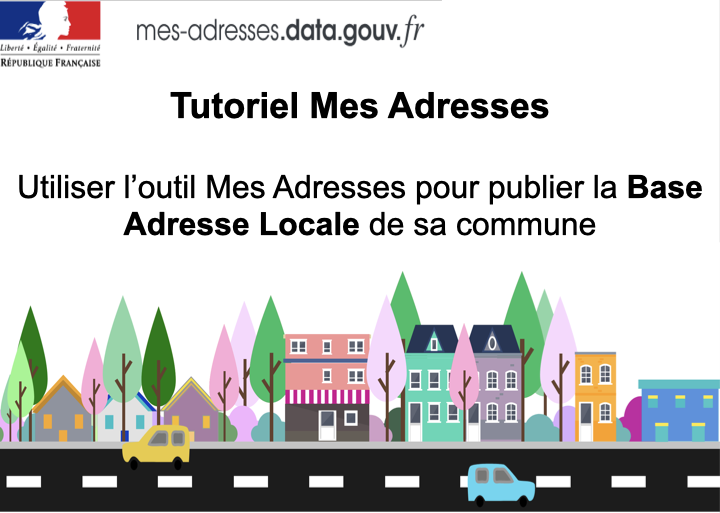 Liberté • Égalité • Fraternité
RÉPUBLIQUE FRANÇAISE
mes-adresses.data.gouv.fr
Tutoriel Mes Adresses
Utiliser l’outil Mes Adresses pour publier la Base
Adresse Locale de sa commune